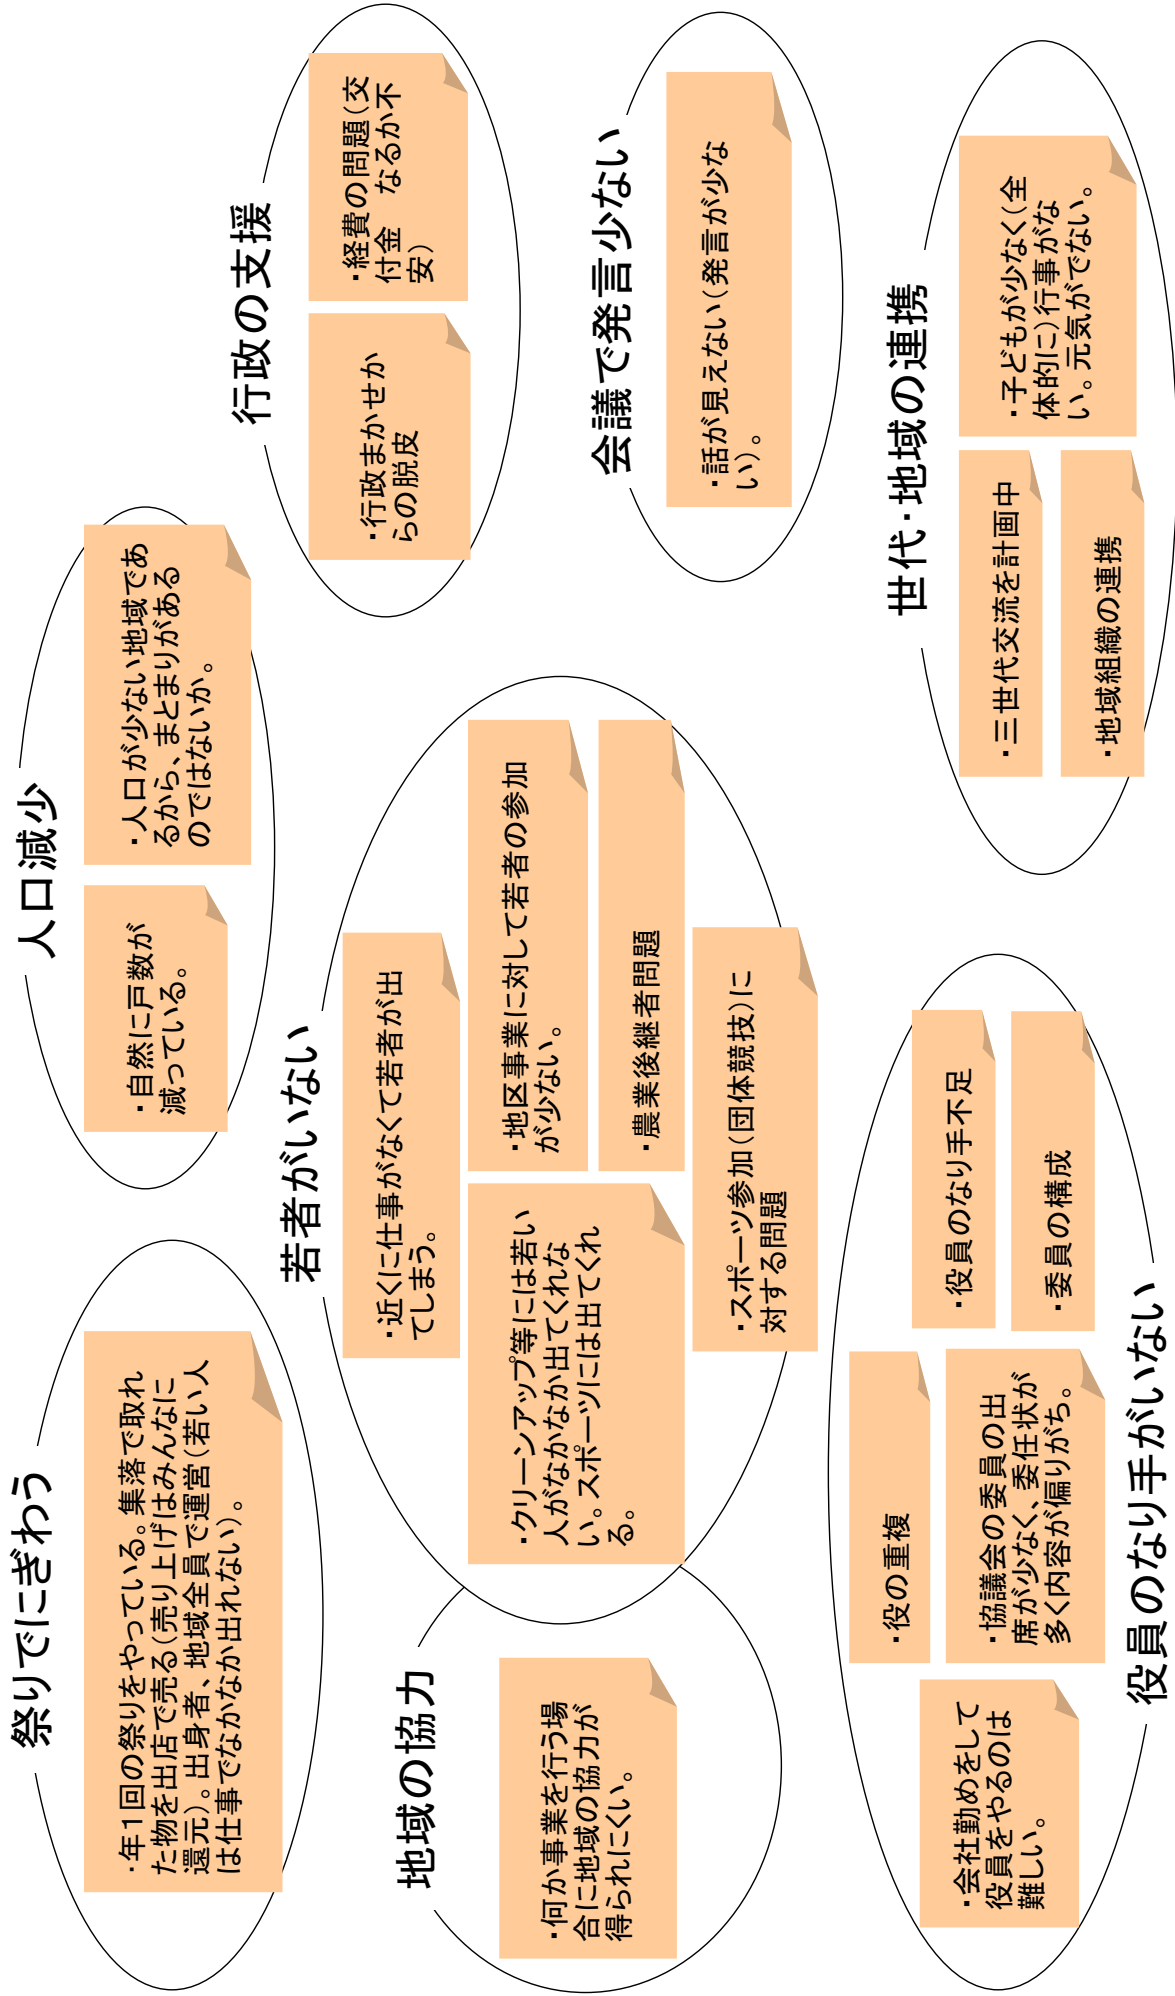 祭りでにぎわう
・年1回の祭りをやっている。集落で取れ
た物を出店で売る(売り上げはみんなに
還元)。出身者、地域全員で運営(若い人
は仕事でなかなか出れない)。
人口減少
・自然に戸数が
減っている。
・人口が少ない地域であ
るから、まとまりがある
のではないか。
行政の支援
・行政まかせか
らの脱皮
・経費の問題(交
付金　なるか不
安)
地域の協力
・何か事業を行う場
合に地域の協力が
得られにくい。
若者がいない
・近くに仕事がなくて若者が出
てしまう。
・クリーンアップ等には若い
人がなかなか出てくれな
い。スポーツには出てくれ
る。
・地区事業に対して若者の参加
が少ない。
・農業後継者問題
・スポーツ参加(団体競技)に
対する問題
会議で発言少ない
・話が見えない(発言が少な
い)。
役員のなり手がいない
・会社勤めをして
役員をやるのは
難しい。
・役の重複
・協議会の委員の出
席が少なく、委任状が
多く内容が偏りがち。
・役員のなり手不足
・委員の構成
世代・地域の連携
・三世代交流を計画中
・地域組織の連携
・子どもが少なく(全
体的に)行事がな
い。元気がでない。